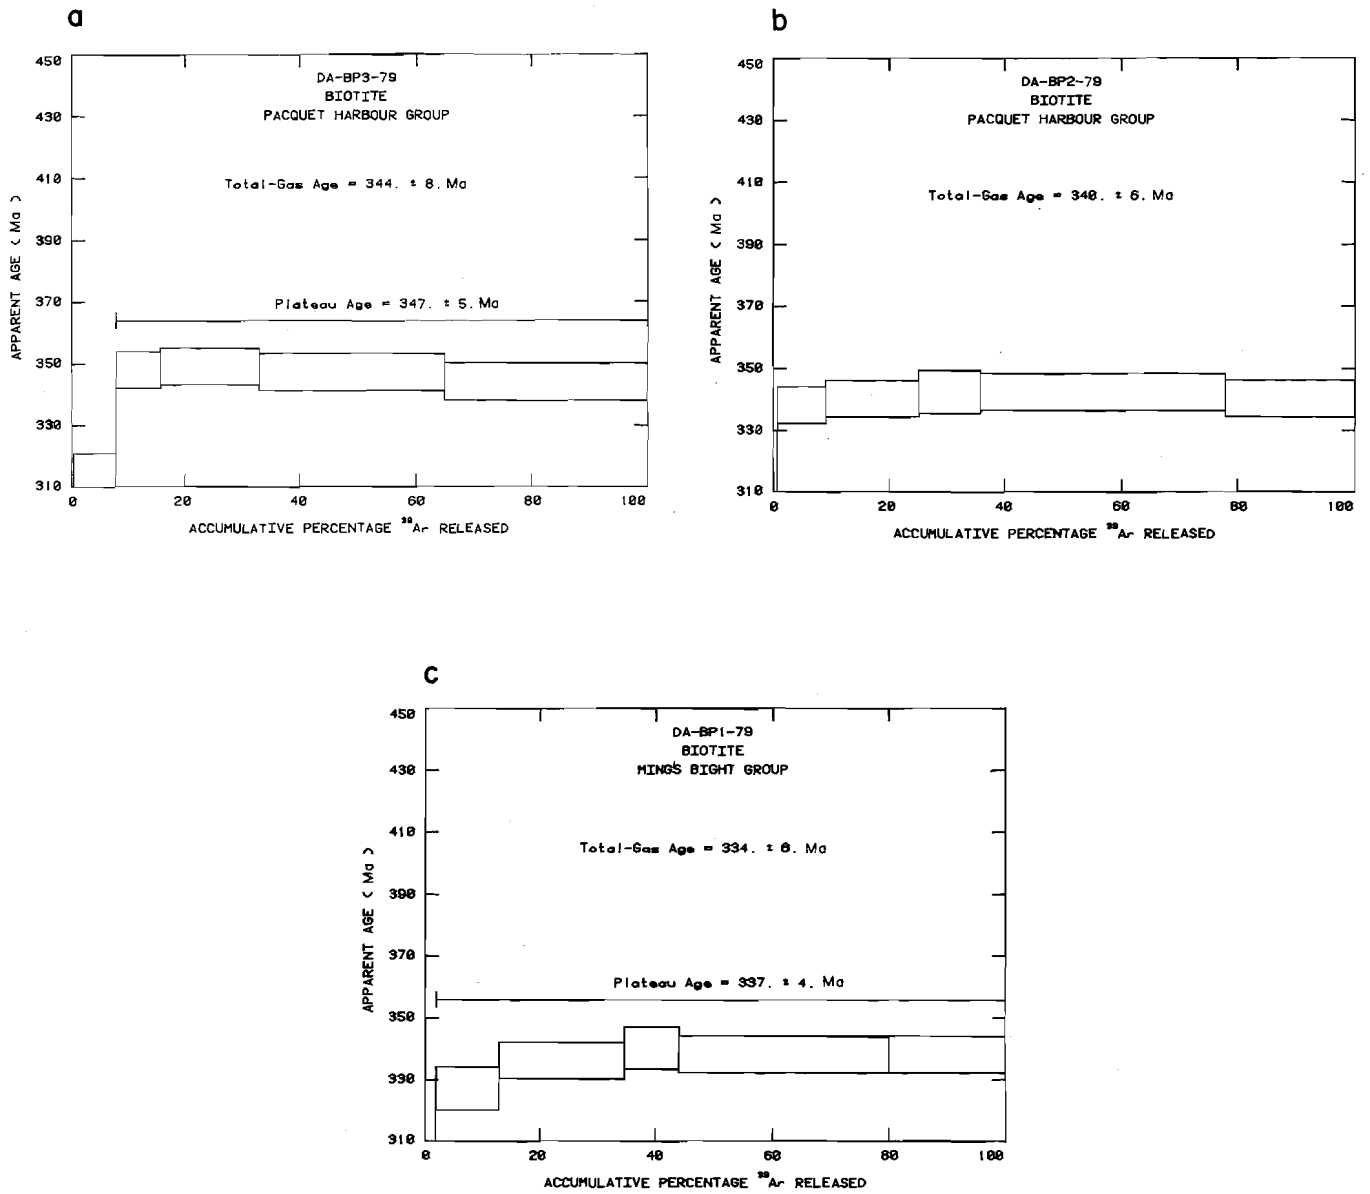 a
450
430
410
390
370
350
330
310
APPARENT AGE < Ma >
DA-BP3-79
BIOTITE
PACQUET HARBOUR GROUP
Total-Gas Age = 344. ± 8. Ma
Plateau Age = 347. ± 5. Ma
0 20 40 60 80 100
ACCUMULATIVE PERCENTAGE ³⁹Ar RELEASED
b
450
430
410
390
370
350
330
310
APPARENT AGE < Ma >
DA-BP2-79
BIOTITE
PACQUET HARBOUR GROUP
Total-Gas Age = 340. ± 6. Ma
0 20 40 60 80 100
ACCUMULATIVE PERCENTAGE ³⁹Ar RELEASED
c
450
430
410
390
370
350
330
310
APPARENT AGE < Ma >
DA-BP1-79
BIOTITE
MING'S BIGHT GROUP
Total-Gas Age = 334. ± 6. Ma
Plateau Age = 337. ± 4. Ma
0 20 40 60 80 100
ACCUMULATIVE PERCENTAGE ³⁹Ar RELEASED